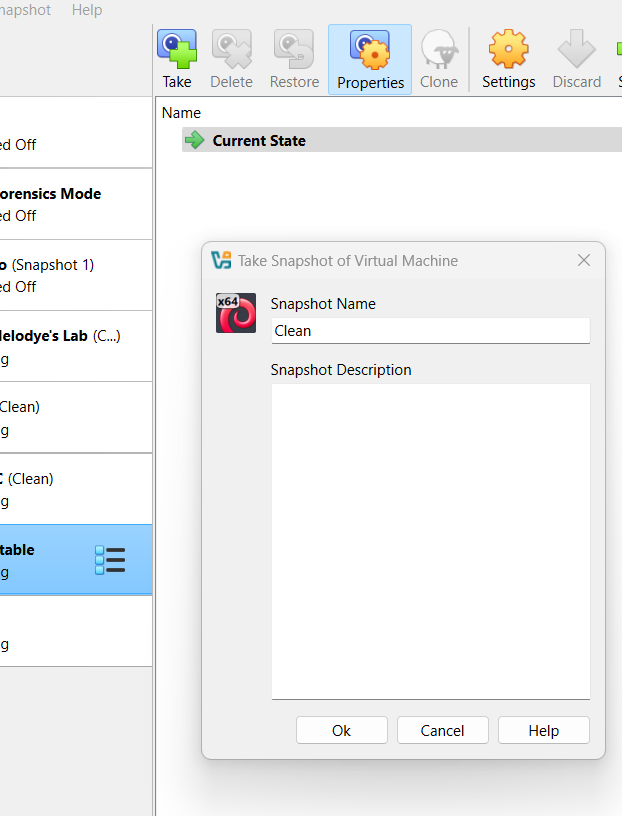 napshot Help
Take Delete Restore Properties Clone Settings Discard
Name
Current State
ed Off
orensics Mode
ed Off
o (Snapshot 1)
ed Off
lelodye's Lab (C...)
g
Clean)
g
C (Clean)
g
table
g
g
Take Snapshot of Virtual Machine
x64
Snapshot Name
Clean
Snapshot Description
Ok Cancel Help